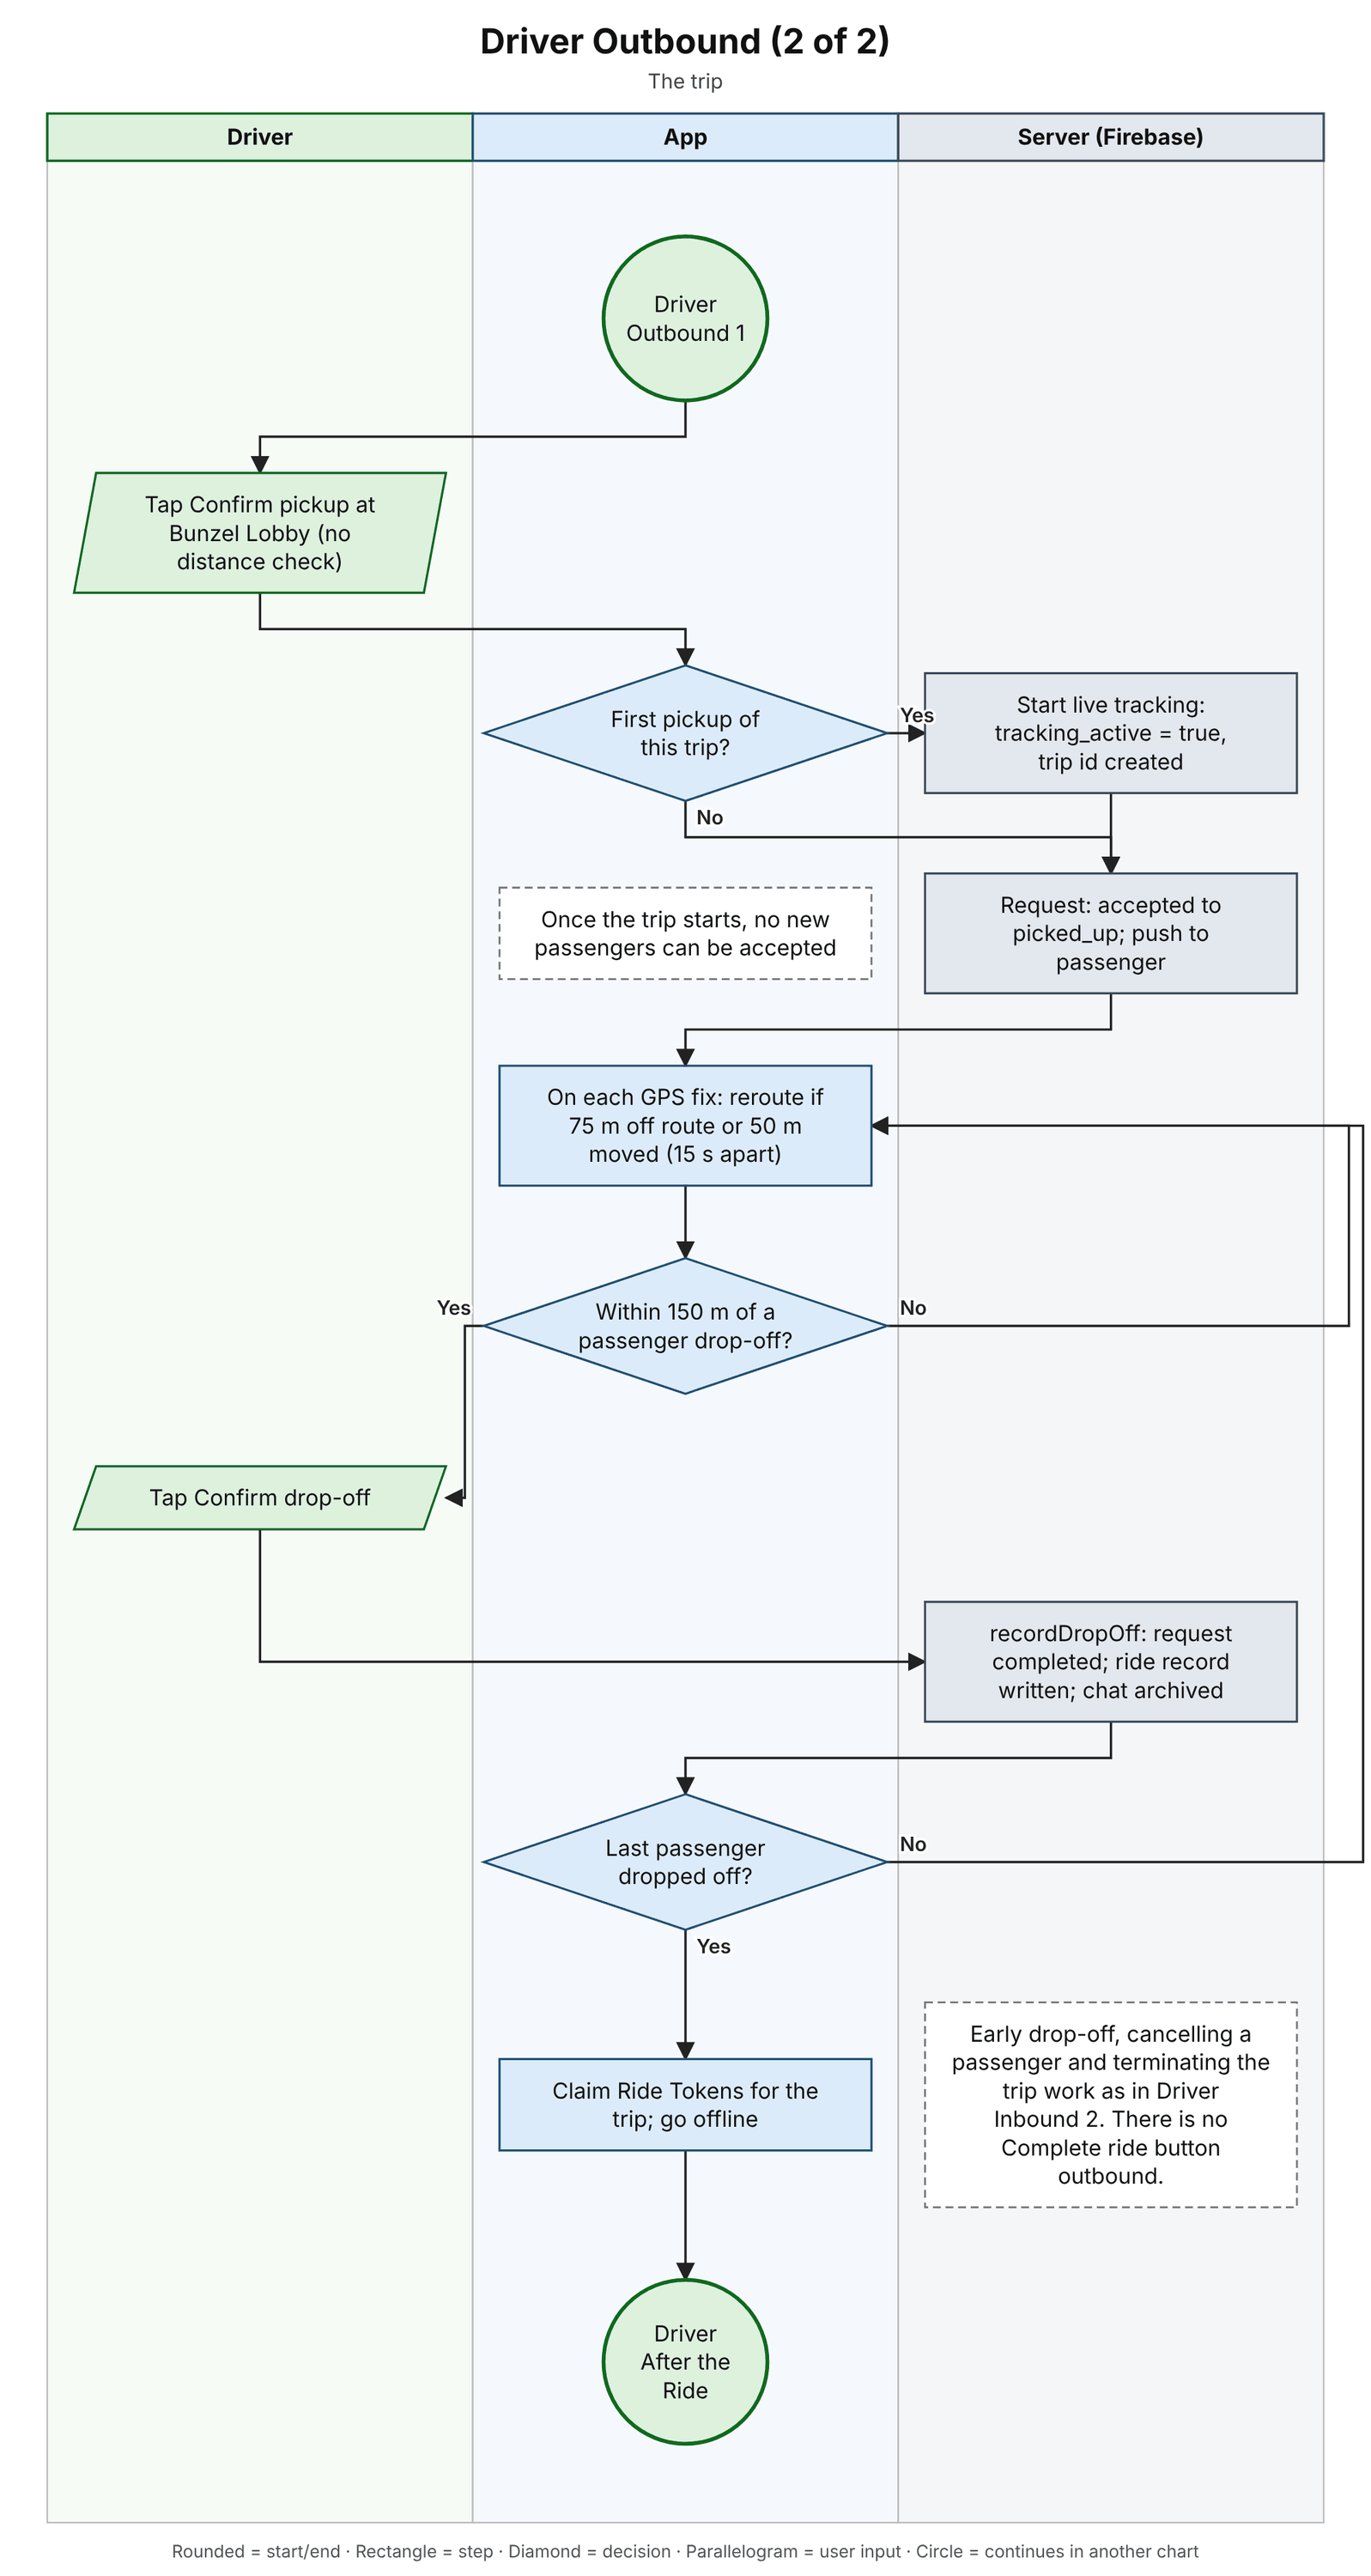 Driver Outbound (2 of 2)
The trip
Driver
App
Server (Firebase)
Driver
Outbound 1
Tap Confirm pickup at
Bunzel Lobby (no
distance check)
First pickup of
this trip?
Yes
Start live tracking:
tracking_active = true,
trip id created
No
Once the trip starts, no new
passengers can be accepted
Request: accepted to
picked_up; push to
passenger
On each GPS fix: reroute if
75 m off route or 50 m
moved (15 s apart)
Yes
Within 150 m of a
passenger drop-off?
No
Tap Confirm drop-off
recordDropOff: request
completed; ride record
written; chat archived
Last passenger
dropped off?
No
Yes
Early drop-off, cancelling a
passenger and terminating the
trip work as in Driver
Inbound 2. There is no
Complete ride button
outbound.
Claim Ride Tokens for the
trip; go offline
Driver
After the
Ride
Rounded = start/end · Rectangle = step · Diamond = decision · Parallelogram = user input · Circle = continues in another chart